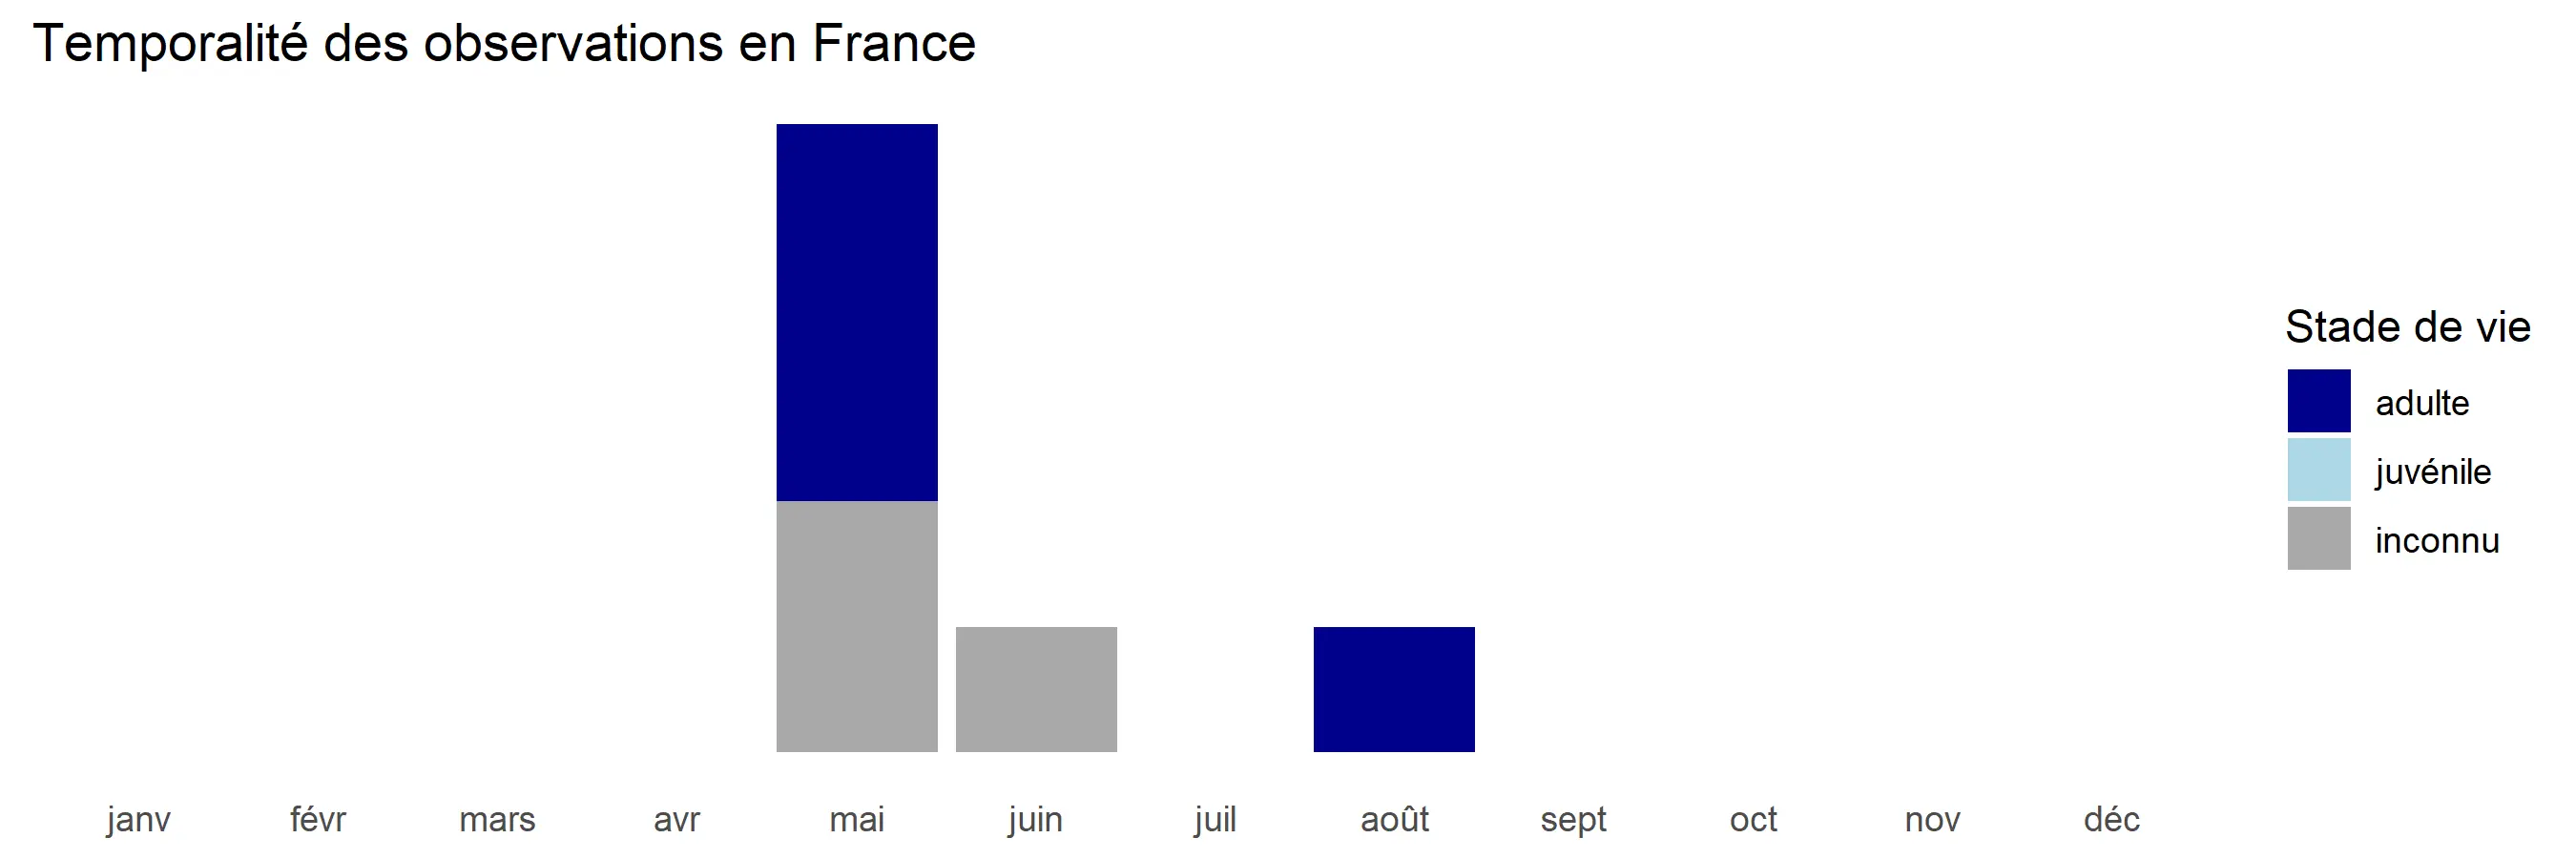 Temporalité des observations en France
Stade de vie
adulte
juvénile
inconnu
janv févr mars avr mai juin juil août sept oct nov déc